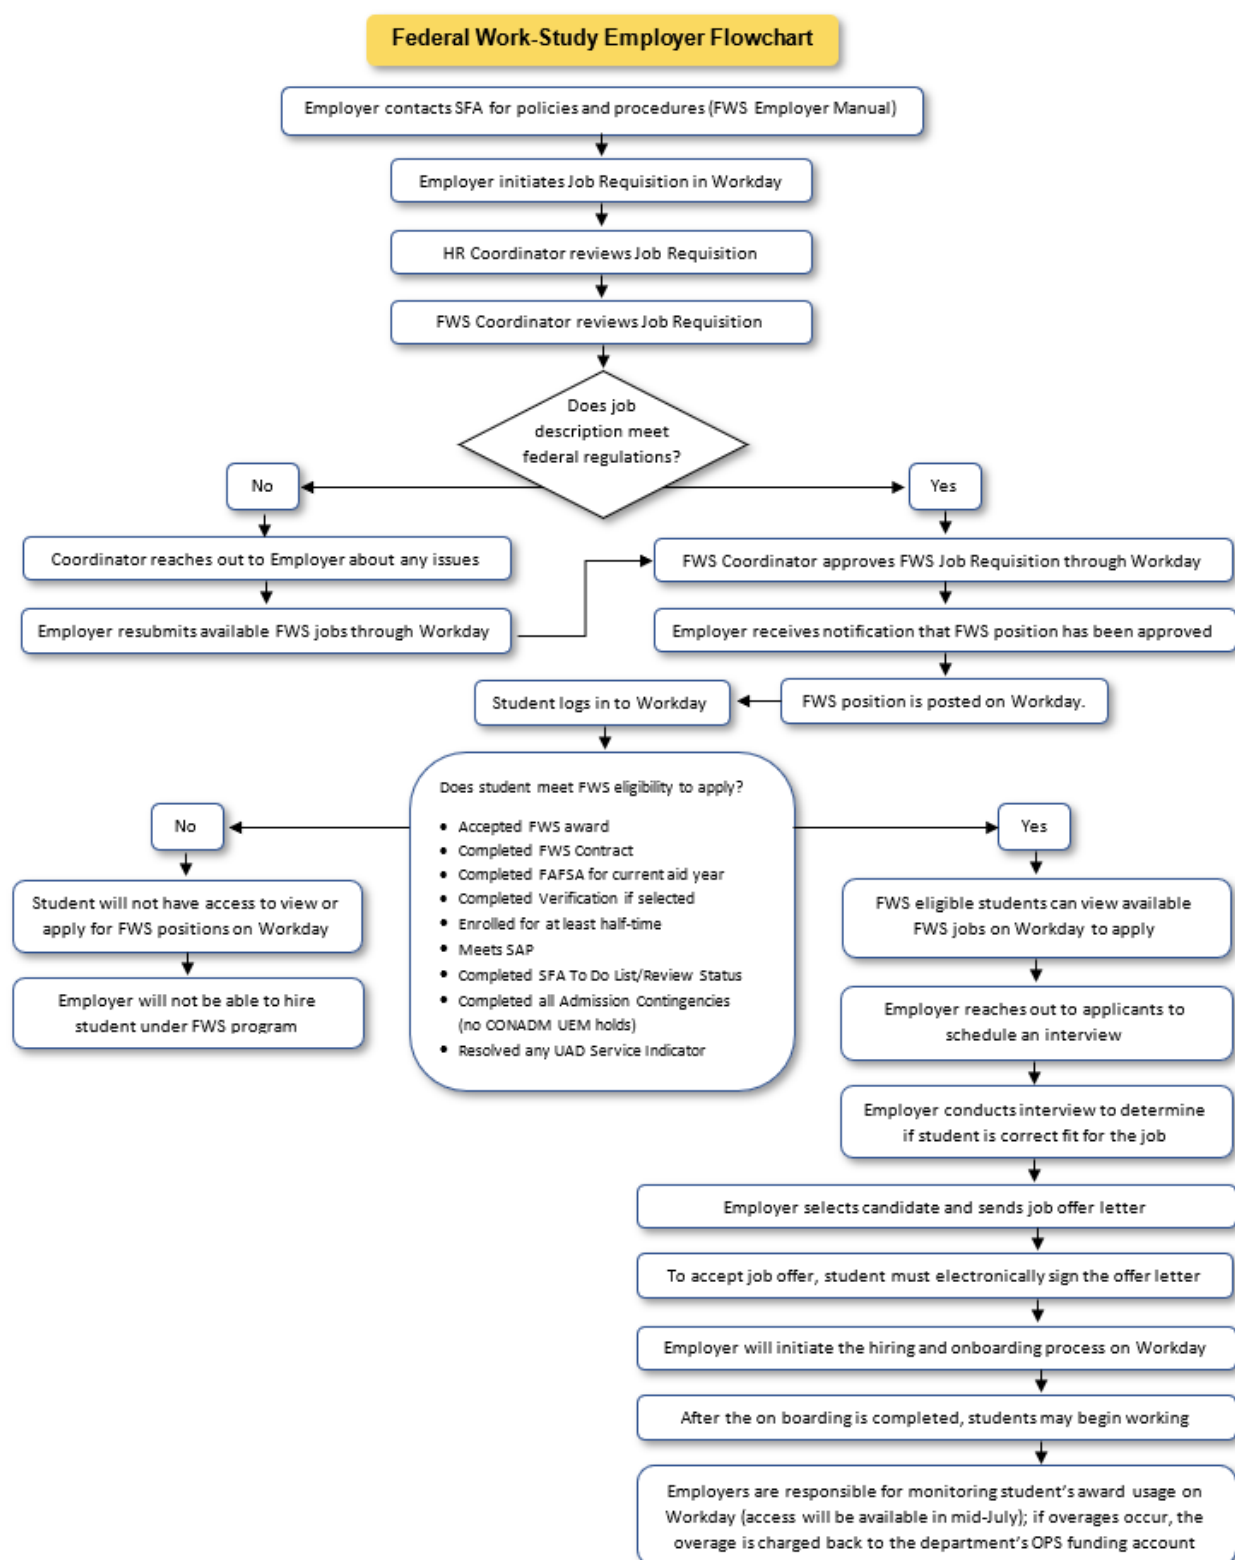 Federal Work-Study Employer Flowchart
Employer contacts SFA for policies and procedures (FWS Employer Manual)
Employer initiates Job Requisition in Workday
HR Coordinator reviews Job Requisition
FWS Coordinator reviews Job Requisition
Does job
description meet
federal regulations?
No
Yes
Coordinator reaches out to Employer about any issues
FWS Coordinator approves FWS Job Requisition through Workday
Employer resubmits available FWS jobs through Workday
Employer receives notification that FWS position has been approved
Student logs in to Workday
FWS position is posted on Workday.
Does student meet FWS eligibility to apply?
• Accepted FWS award
• Completed FWS Contract
• Completed FAFSA for current aid year
• Completed Verification if selected
• Enrolled for at least half-time
• Meets SAP
• Completed SFA To Do List/Review Status
• Completed all Admission Contingencies
(no CONADM UEM holds)
• Resolved any UAD Service Indicator
No
Student will not have access to view or
apply for FWS positions on Workday
Employer will not be able to hire
student under FWS program
Yes
FWS eligible students can view available
FWS jobs on Workday to apply
Employer reaches out to applicants to
schedule an interview
Employer conducts interview to determine
if student is correct fit for the job
Employer selects candidate and sends job offer letter
To accept job offer, student must electronically sign the offer letter
Employer will initiate the hiring and onboarding process on Workday
After the on boarding is completed, students may begin working
Employers are responsible for monitoring student's award usage on
Workday (access will be available in mid-July); if overages occur, the
overage is charged back to the department's OPS funding account